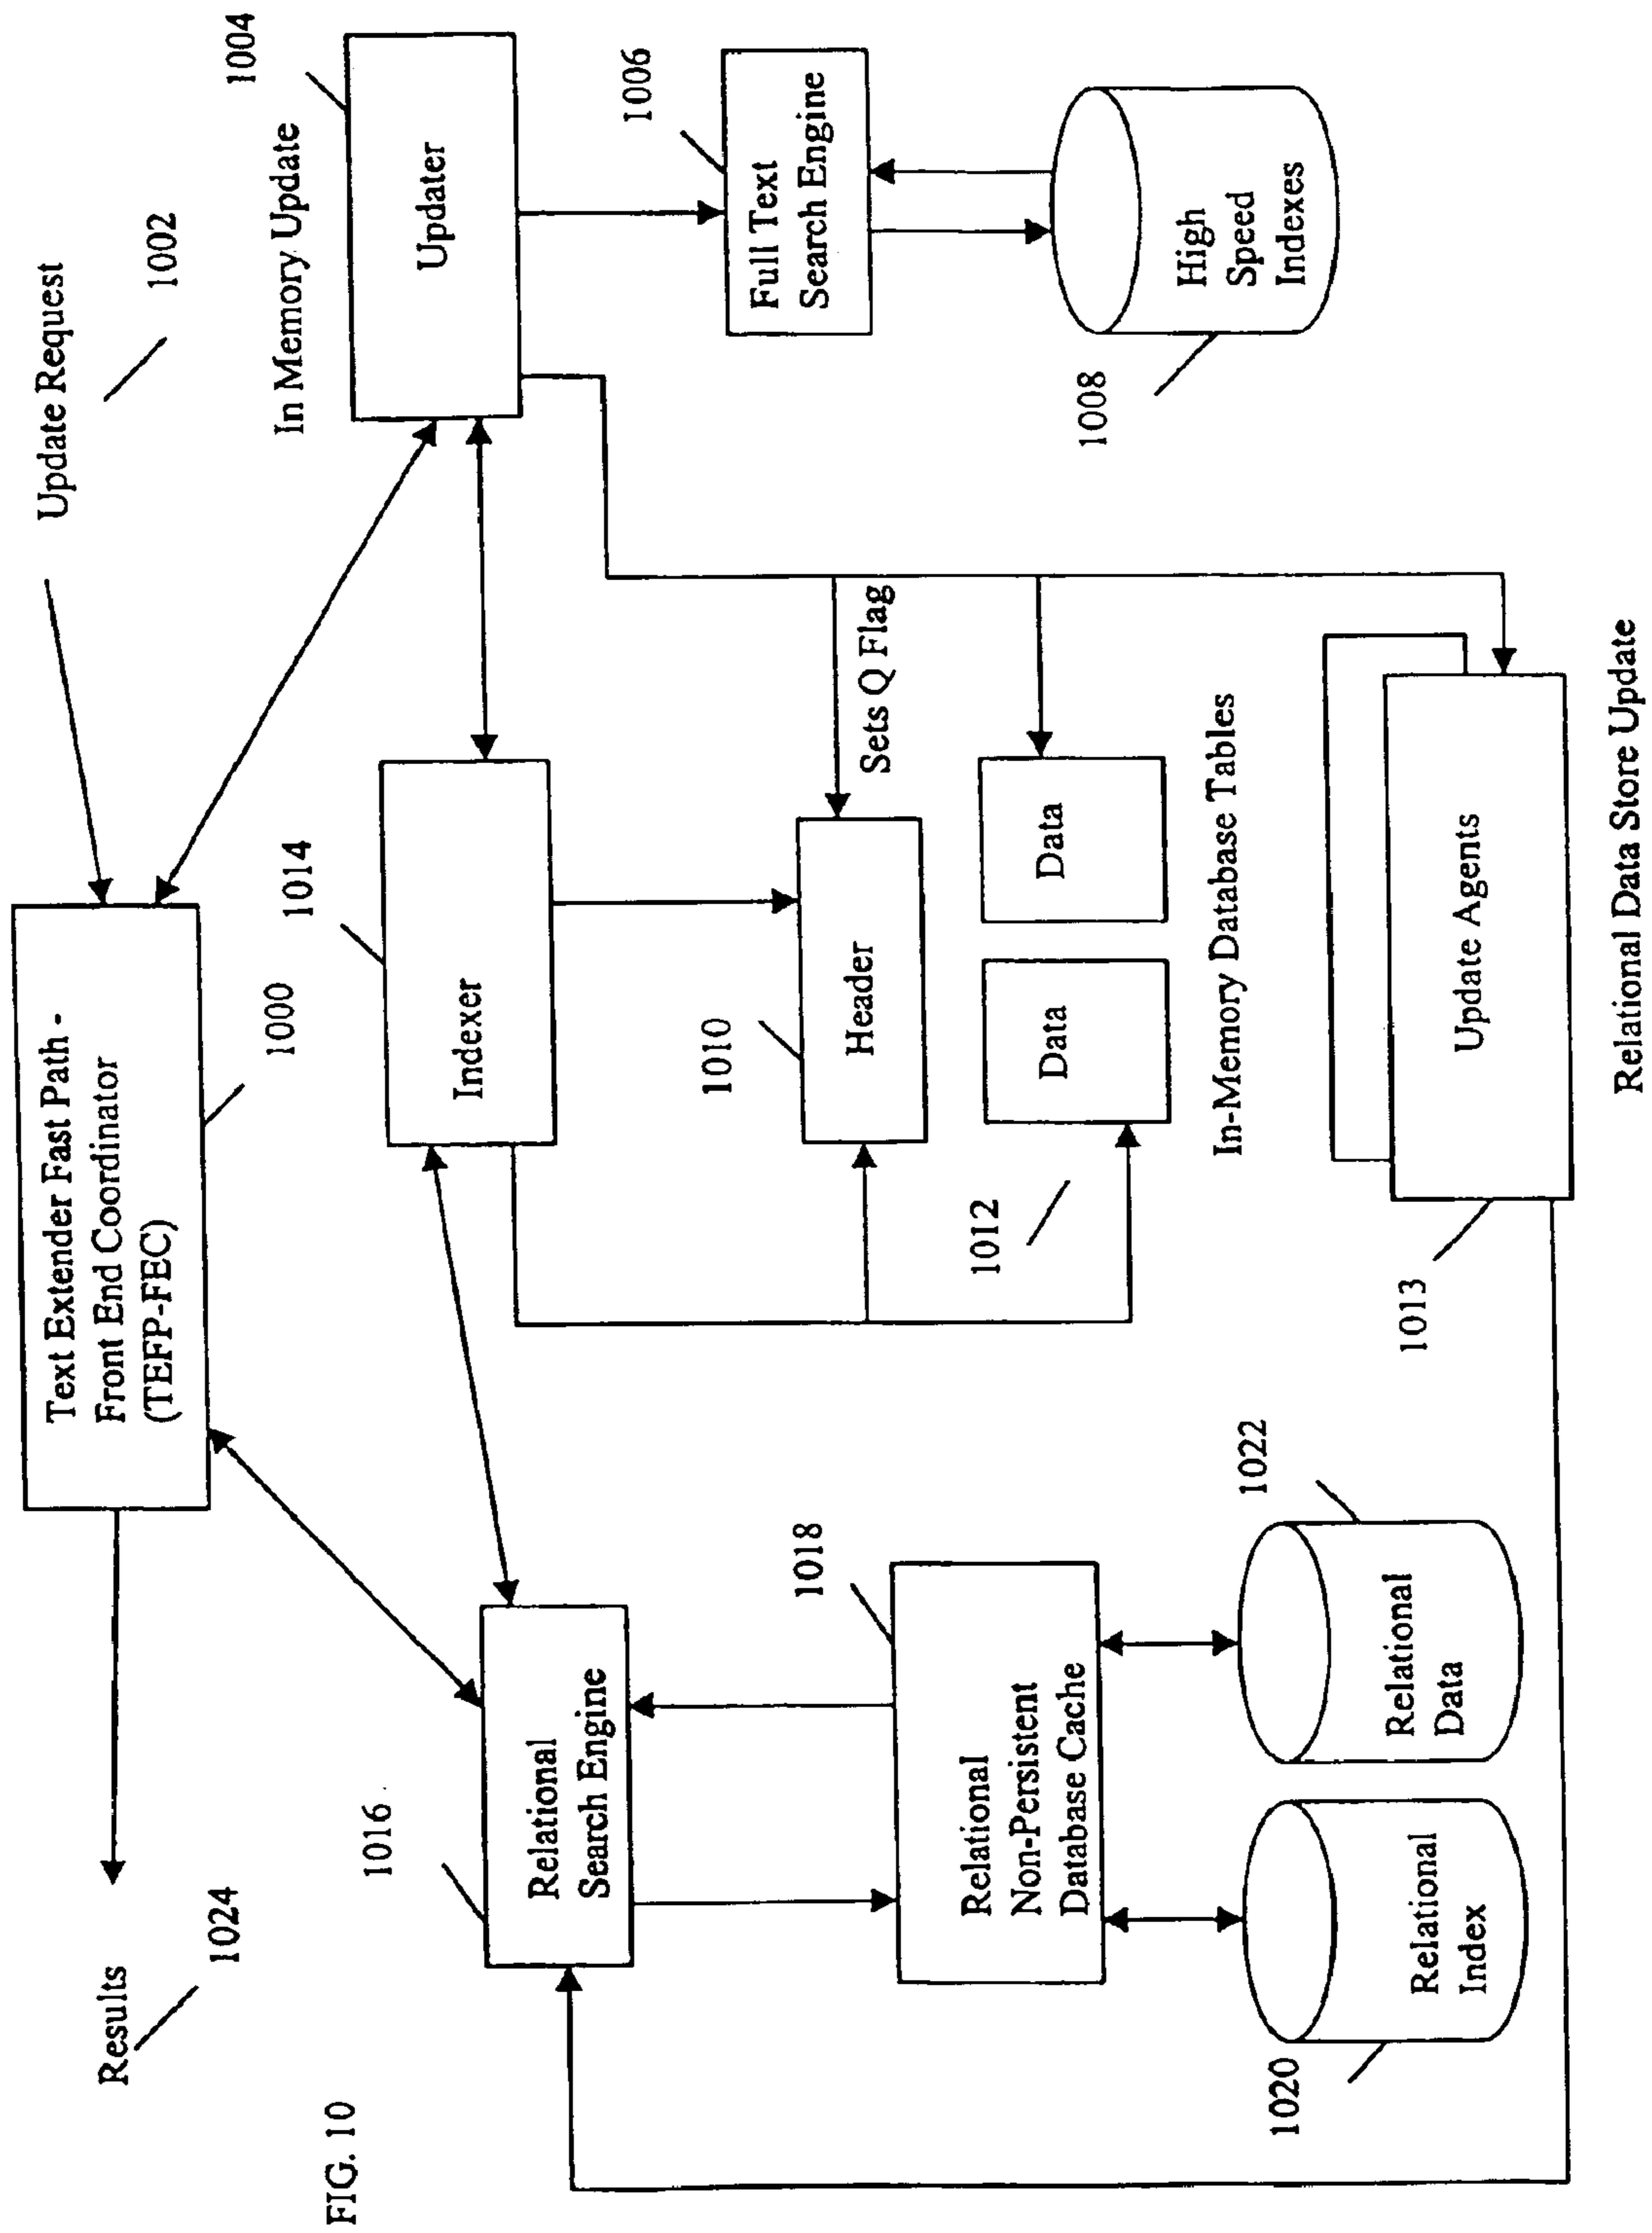 FIG. 10
Results
1024
Text Extender Fast Path -
Front End Coordinator
(TEFP-FEC)
1000
Update Request
1002
1016
Relational
Search Engine
1014
Indexer
In Memory Update
1004
Updater
1018
Relational
Non-Persistent
Database Cache
1010
Header
Sets Q Flag
1006
Full Text
Search Engine
1012
Data
Data
In-Memory Database Tables
1008
High
Speed
Indexes
1020
Relational
Index
1022
Relational
Data
1013
Update Agents
Relational Data Store Update